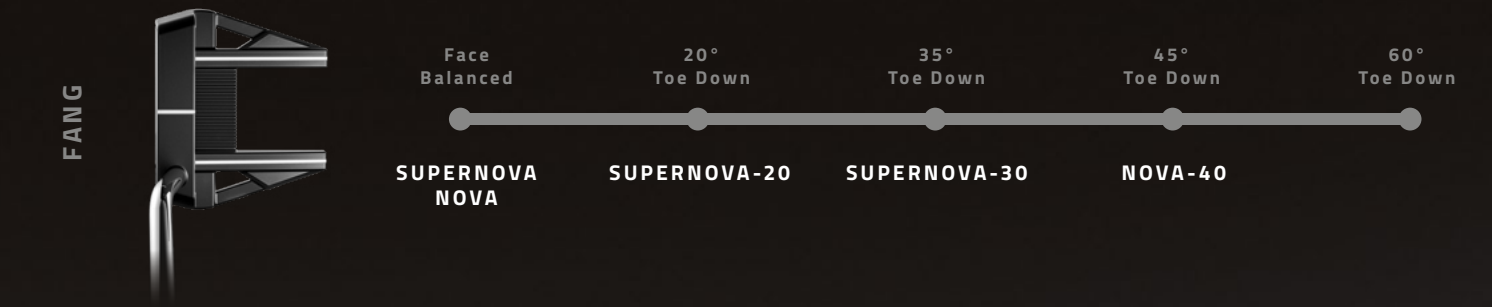 FANG
Face
Balanced
20°
Toe Down
35°
Toe Down
45°
Toe Down
60°
Toe Down
SUPERNOVA
NOVA
SUPERNOVA-20
SUPERNOVA-30
NOVA-40